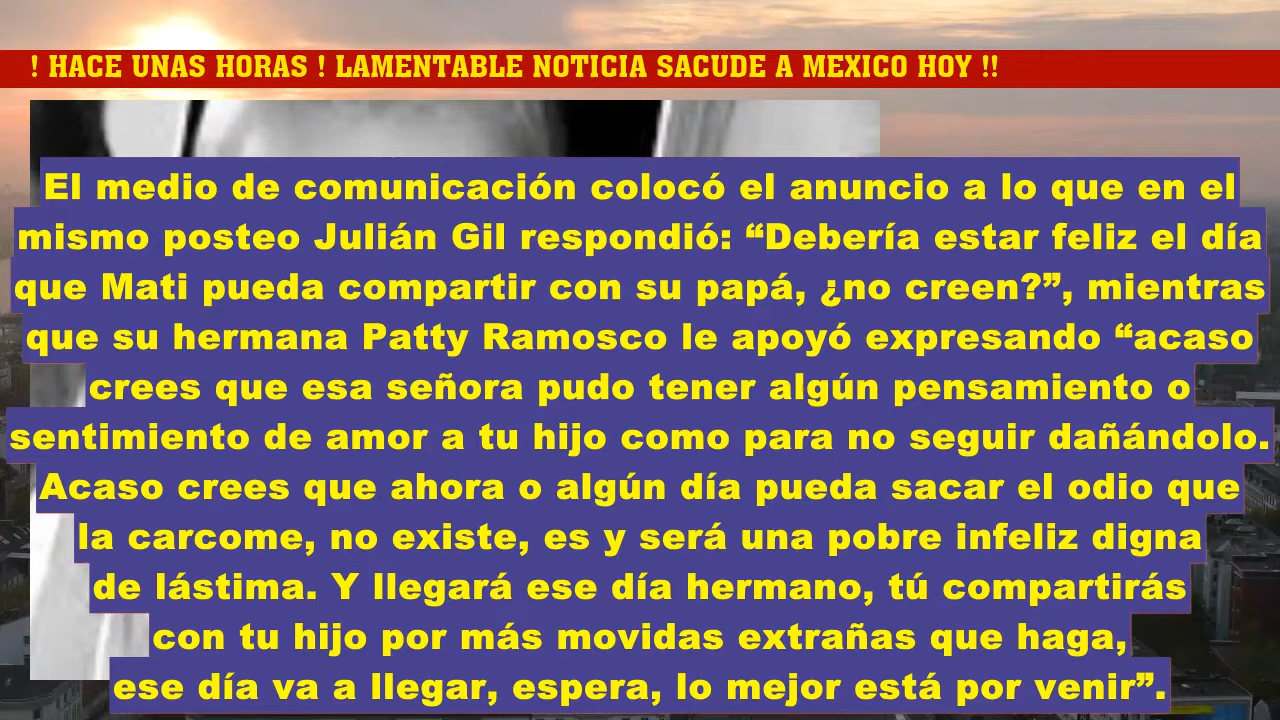 ! HACE UNAS HORAS ! LAMENTABLE NOTICIA SACUDE A MEXICO HOY !!
El medio de comunicación colocó el anuncio a lo que en el
mismo posteo Julián Gil respondió: “Debería estar feliz el día
que Mati pueda compartir con su papá, ¿no creen?”, mientras
que su hermana Patty Ramosco le apoyó expresando “acaso
crees que esa señora pudo tener algún pensamiento o
sentimiento de amor a tu hijo como para no seguir dañándolo.
Acaso crees que ahora o algún día pueda sacar el odio que
la carcome, no existe, es y será una pobre infeliz digna
de lástima. Y llegará ese día hermano, tú compartirás
con tu hijo por más movidas extrañas que haga,
ese día va a llegar, espera, lo mejor está por venir”.